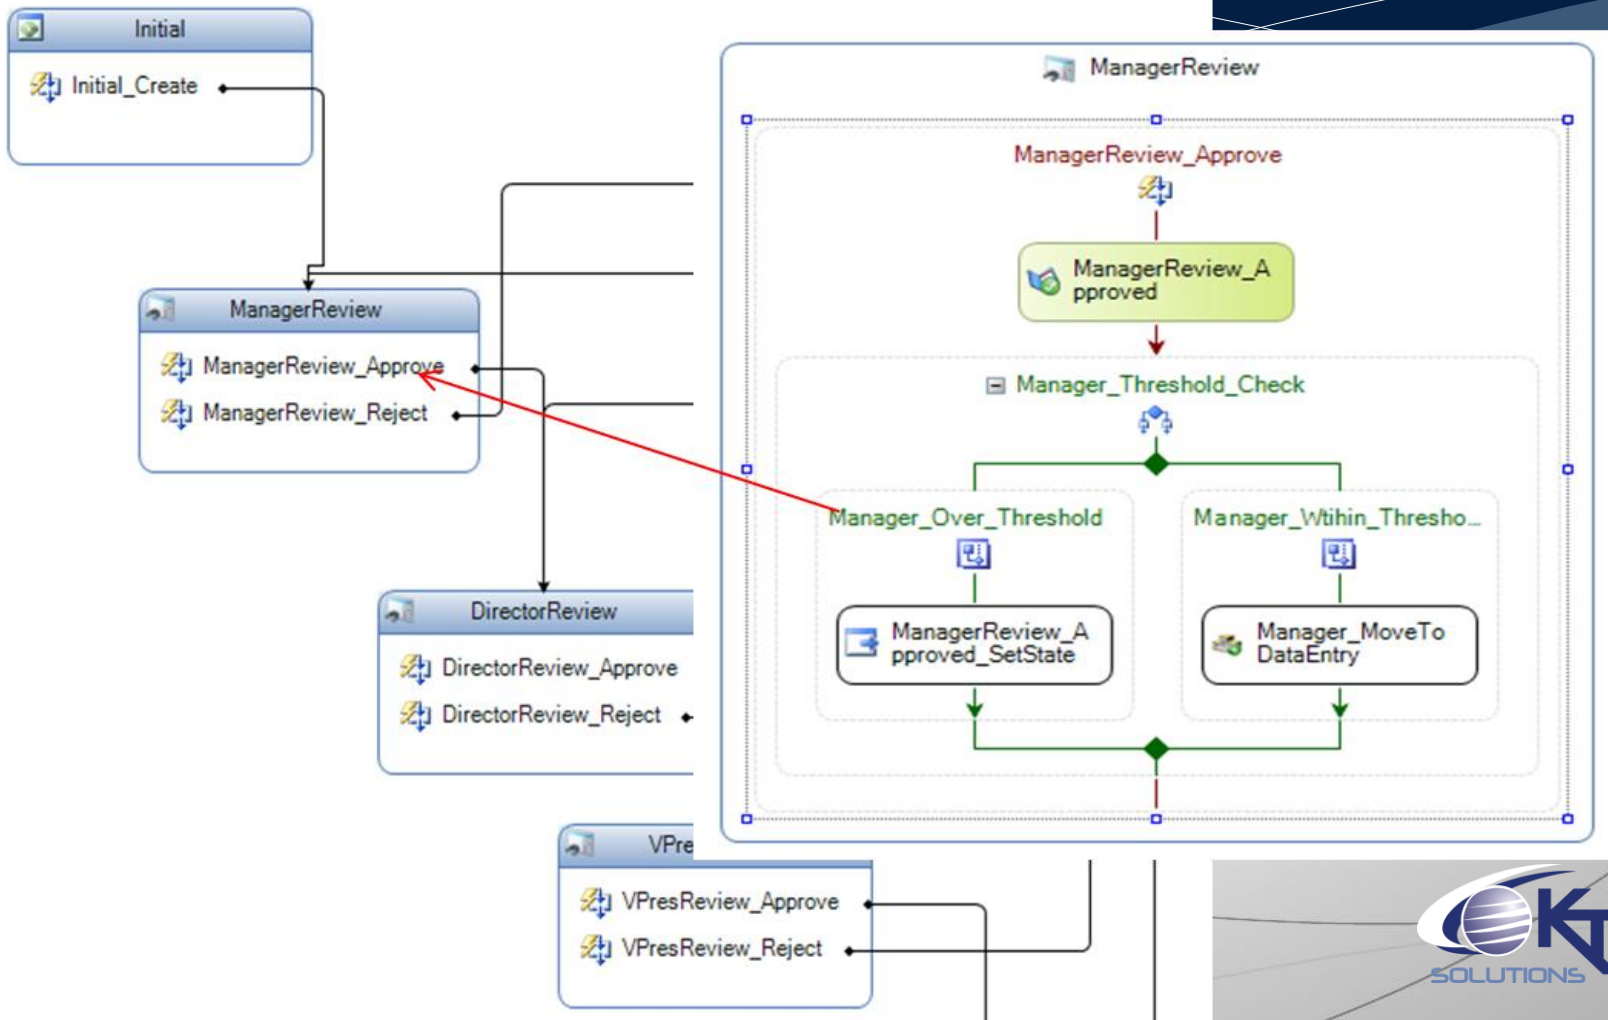 Initial
Initial_Create
ManagerReview
ManagerReview_Approve
ManagerReview_Reject
DirectorReview
DirectorReview_Approve
DirectorReview_Reject
VPre
VPresReview_Approve
VPresReview_Reject
ManagerReview
ManagerReview_Approve
ManagerReview_A
pproved
Manager_Threshold_Check
Manager_Over_Threshold
ManagerReview_A
pproved_SetState
Manager_Wtihin_Thresho...
Manager_MoveTo
DataEntry
KT
SOLUTIONS